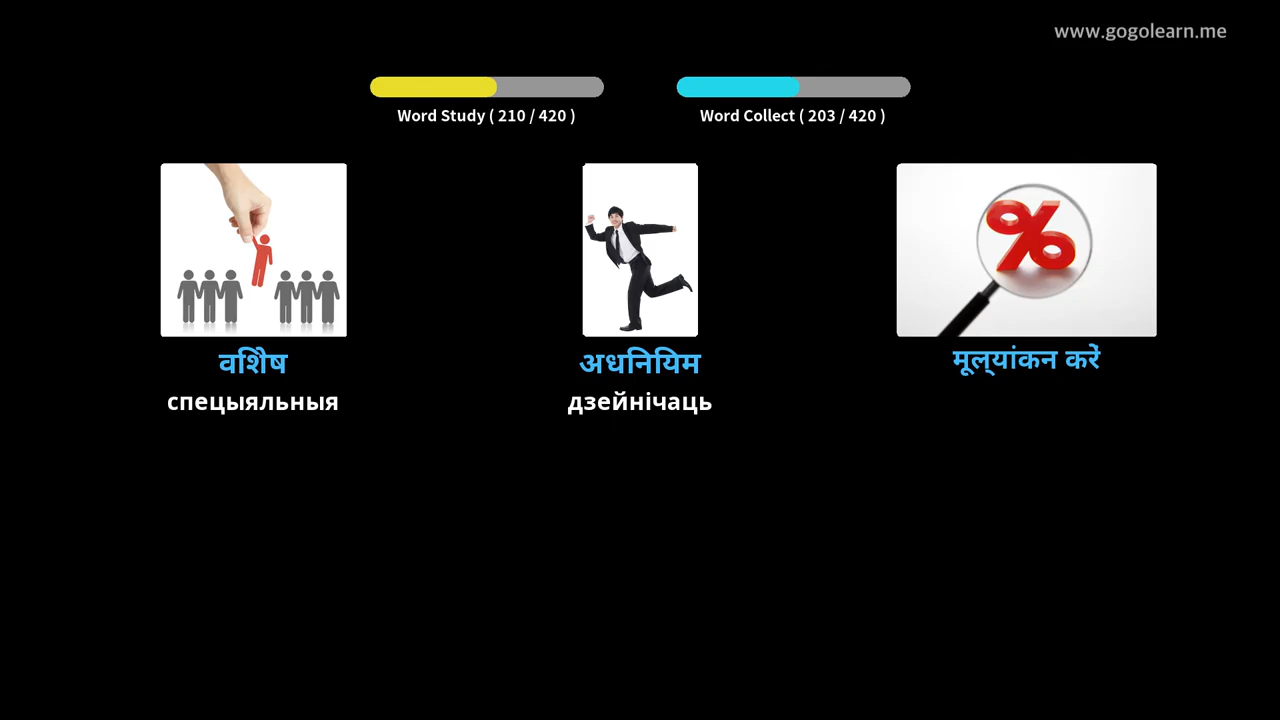 www.gogolearn.me
Word Study ( 210 / 420 )
Word Collect ( 203 / 420 )
विशेष
अधिनियम
मूल्यांकन करें
спецыяльныя
дзейнічаць